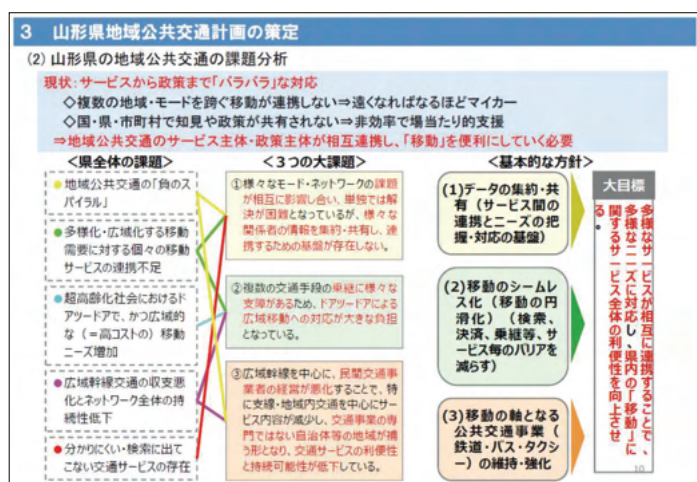 3 山形県地域公共交通計画の策定
(2) 山形県の地域公共交通の課題分析
現状：サービスから政策まで「バラバラ」な対応
◇複数の地域・モードを跨ぐ移動が連携しない⇒遠くなればなるほどマイカー
◇国・県・市町村で知見や政策が共有されない⇒非効率で場当たり的支援
⇒地域公共交通のサービス主体・政策主体が相互連携し、「移動」を便利にしていく必要
＜県全体の課題＞
● 地域公共交通の「負のス
パイラル」
● 多様化・広域化する移動
需要に対する個々の移動
サービスの連携不足
● 超高齢化社会におけるド
アツードアで、かつ広域的
な（＝高コストの）移動
ニーズ増加
● 広域幹線交通の収支悪
化とネットワーク全体の持
続性低下
● 分かりにくい・検索に出て
こない交通サービスの存在
＜３つの大課題＞
①様々なモード・ネットワークの課題
が相互に影響し合い、単独では解
決が困難となっているが、様々な
関係者の情報を集約・共有し、連
携するための基盤が存在しない。
②複数の交通手段の乗継に様々な
支障があるため、ドアツードアによる
広域移動への対応が大きな負担
となっている。
③広域幹線を中心に、民間交通事
業者の経営が悪化することで、特
に支線・地域内交通を中心にサー
ビス内容が減少し、交通事業の専
門ではない自治体等の地域が補
う形となり、交通サービスの利便性
と持続可能性が低下している。
＜基本的な方針＞
(1)データの集約・共
有（サービス間の
連携とニーズの把
握・対応の基盤）
(2)移動のシームレ
ス化（移動の円
滑化）（検索、
決済、乗継等、サ
ービス毎のバリアを
減らす）
(3)移動の軸となる
公共交通事業（
鉄道・バス・タク
シー）の維持・強化
大目標
多様なサービスが相互に連携することで、
多様なニーズに対応し、県内の「移動」に
関するサービス全体の利便性を向上させ
る。
10